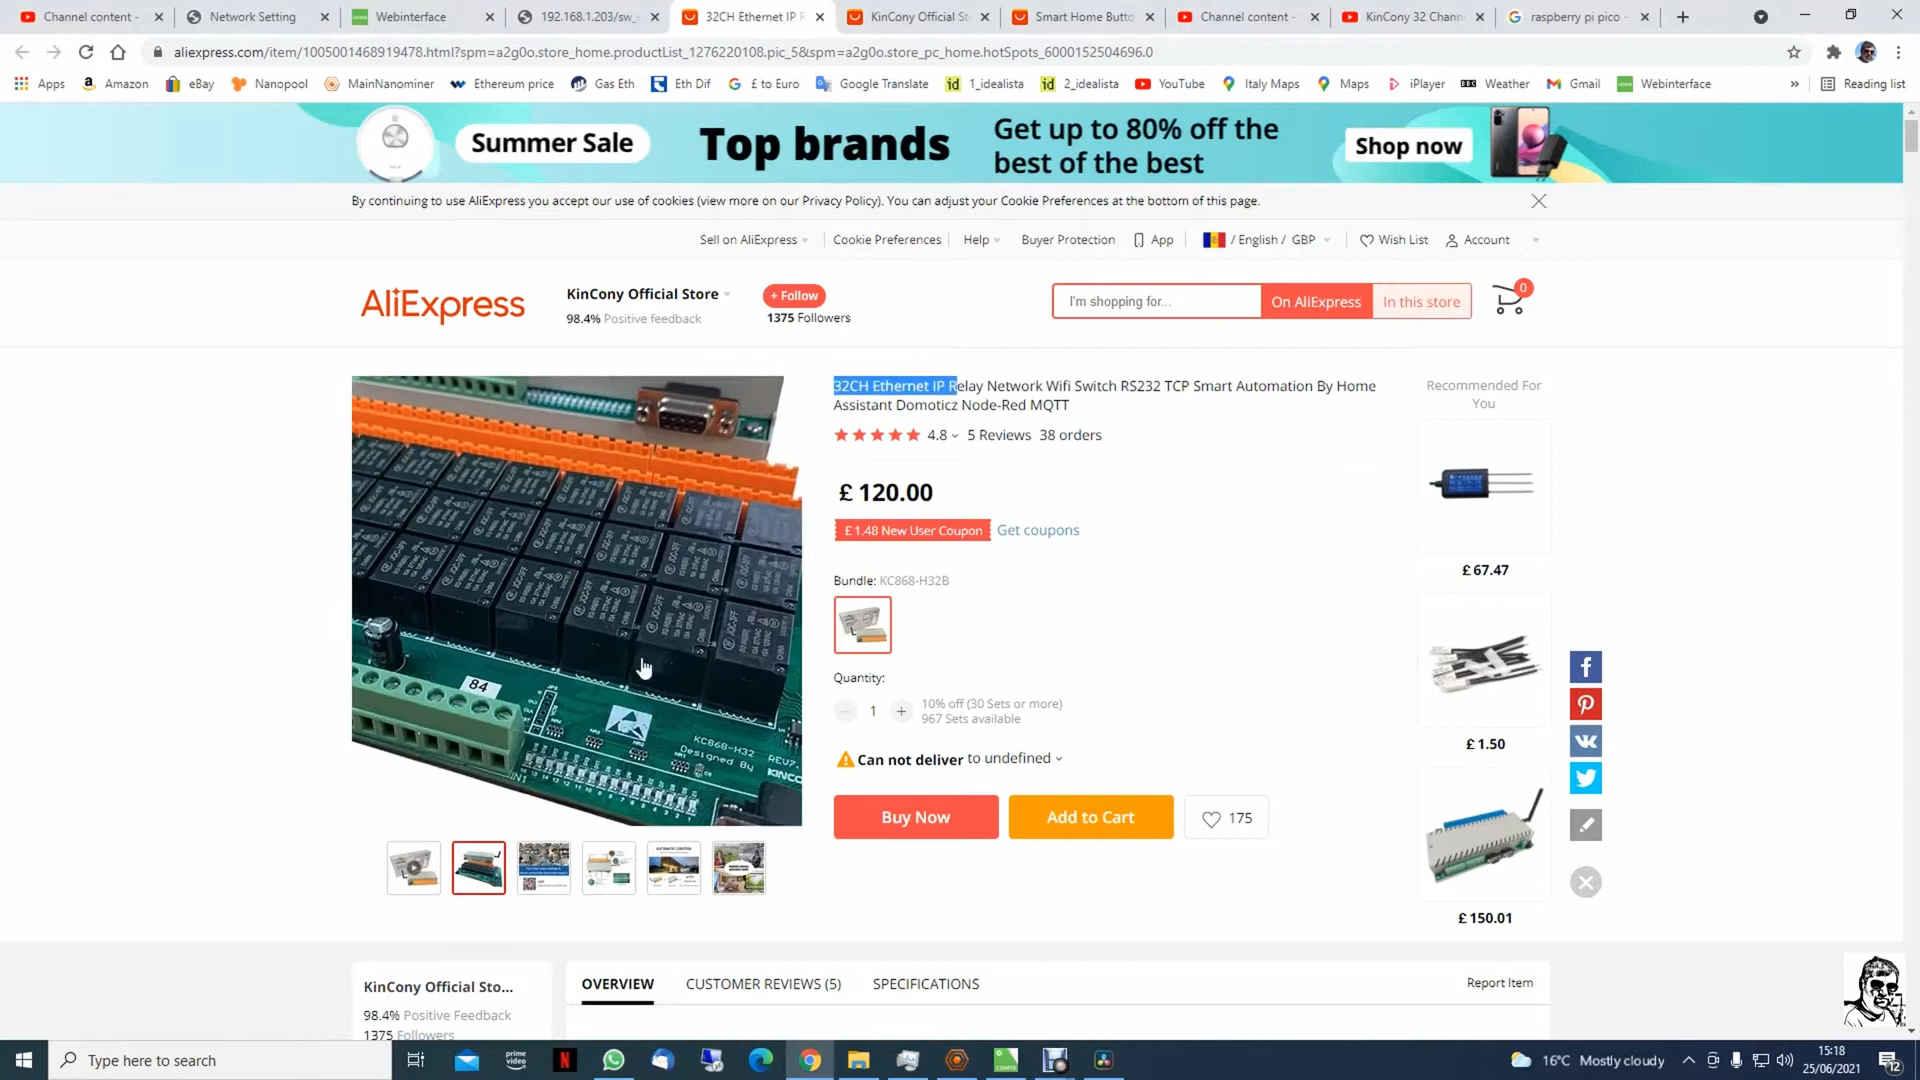 Channel content -
Network Setting
Webinterface
192.168.1.203/sw_
32CH Ethernet IP R
KinCony Official St
Smart Home Butto
Channel content -
KinCony 32 Chann
raspberry pi pico -
aliexpress.com/item/1005001468919478.html?spm=a2g0o.store_home.productList_1276220108.pic_5&spm=a2g0o.store_pc_home.hotSpots_6000152504696.0
Apps
Amazon
eBay
Nanopool
MainNanominer
Ethereum price
Gas Eth
Eth Dif
£ to Euro
Google Translate
1_idealista
2_idealista
YouTube
Italy Maps
Maps
iPlayer
Weather
Gmail
Webinterface
Reading list
Summer Sale
Top brands
Get up to 80% off the
best of the best
Shop now
By continuing to use AliExpress you accept our use of cookies (view more on our Privacy Policy). You can adjust your Cookie Preferences at the bottom of this page.
Sell on AliExpress
Cookie Preferences
Help
Buyer Protection
App
/ English / GBP
Wish List
Account
AliExpress
KinCony Official Store
98.4% Positive feedback
+ Follow
1375 Followers
I'm shopping for...
On AliExpress
In this store
0
32CH Ethernet IP Relay Network Wifi Switch RS232 TCP Smart Automation By Home
Assistant Domoticz Node-Red MQTT
4.8
5 Reviews
38 orders
£ 120.00
£ 1.48 New User Coupon
Get coupons
Bundle: KC868-H32B
Quantity:
1
10% off (30 Sets or more)
967 Sets available
Can not deliver to undefined
Buy Now
Add to Cart
175
Recommended For
You
£ 67.47
£ 1.50
£ 150.01
84
KC868-H32
Designed By
KINCO
REV7.
KinCony Official Sto...
98.4% Positive Feedback
1375 Followers
OVERVIEW
CUSTOMER REVIEWS (5)
SPECIFICATIONS
Report Item
Type here to search
prime
video
N
CONFIG
16°C Mostly cloudy
15:18
25/06/2021
12